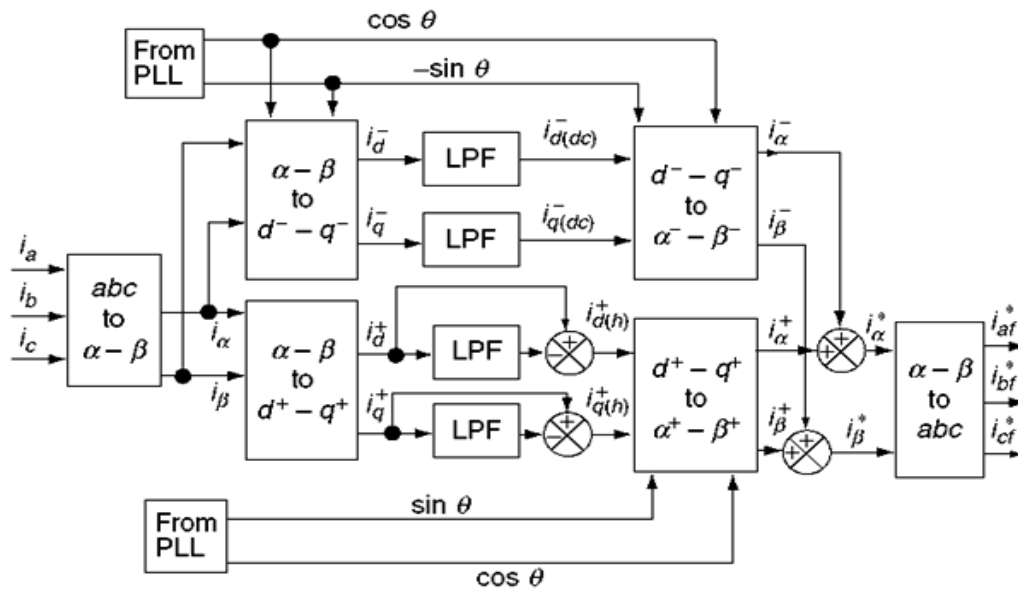 cos θ
From
PLL
–sin θ
α – β
to
d⁻ – q⁻
i_d⁻
LPF
i_d(dc)⁻
i_q⁻
LPF
i_q(dc)⁻
d⁻ – q⁻
to
α⁻ – β⁻
i_α⁻
i_β⁻
i_a
i_b
i_c
abc
to
α – β
i_α
i_β
α – β
to
d⁺ – q⁺
i_d⁺
LPF
+
–
i_d(h)⁺
i_q⁺
LPF
+
–
i_q(h)⁺
d⁺ – q⁺
to
α⁺ – β⁺
i_α⁺
i_β⁺
+
+
i_α*
+
+
i_β*
α – β
to
abc
i_af*
i_bf*
i_cf*
From
PLL
sin θ
cos θ